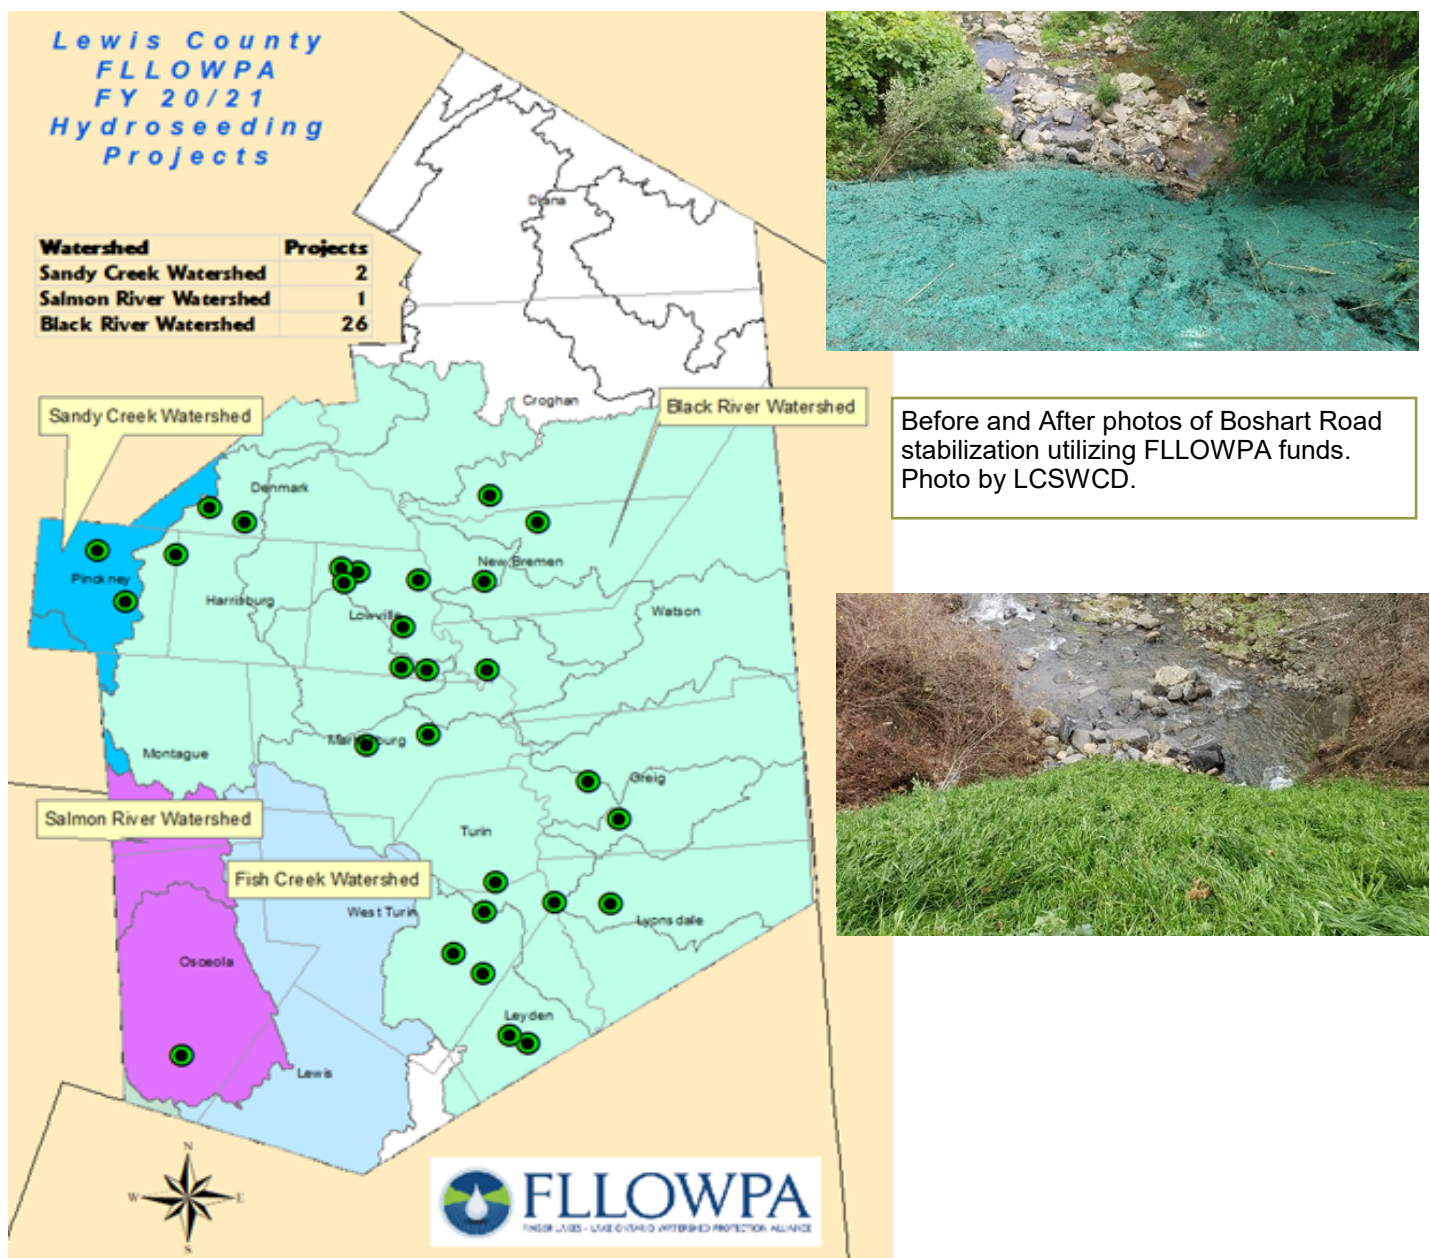 Lewis County
FLLOWPA
FY 20/21
Hydroseeding
Projects
Watershed Projects
Sandy Creek Watershed 2
Salmon River Watershed 1
Black River Watershed 26
Diana
Croghan
Sandy Creek Watershed
Black River Watershed
Denmark
New Bremen
Pinckney
Harrisburg
Lowville
Watson
Martinsburg
Montague
Greig
Salmon River Watershed
Turin
Fish Creek Watershed
West Turin
Lyonsdale
Osceola
Leyden
Lewis
N
W E
S
FLLOWPA
FINGER LAKES - LAKE ONTARIO WATERSHED PROTECTION ALLIANCE
Before and After photos of Boshart Road
stabilization utilizing FLLOWPA funds.
Photo by LCSWCD.